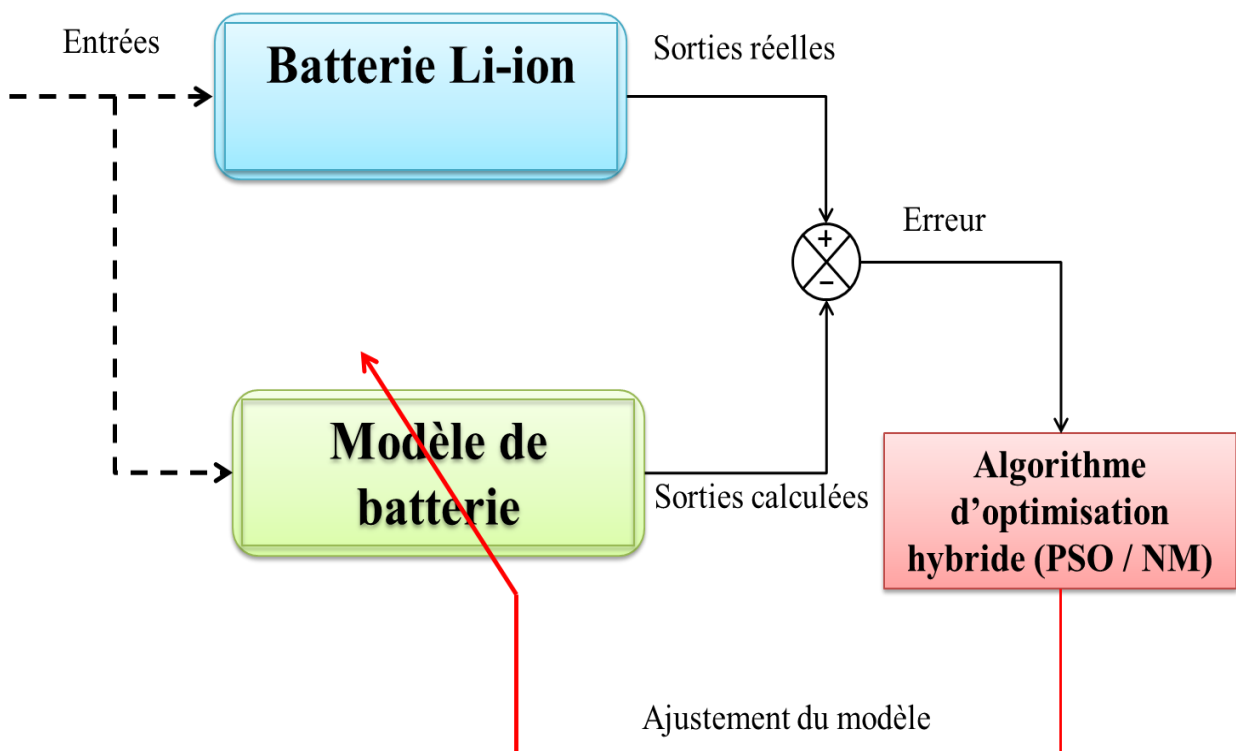 Entrées
Batterie Li-ion
Sorties réelles
+
−
Erreur
Modèle de
batterie
Sorties calculées
Algorithme
d’optimisation
hybride (PSO / NM)
Ajustement du modèle